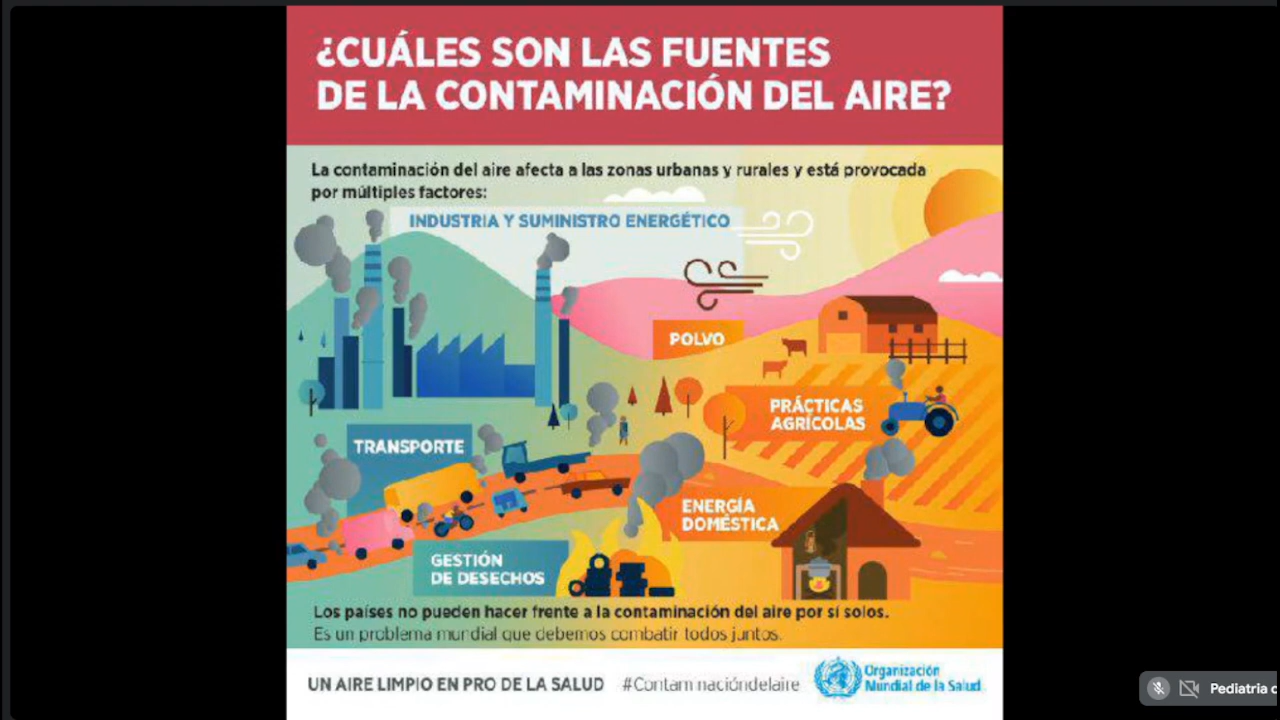 ¿CUÁLES SON LAS FUENTES
DE LA CONTAMINACIÓN DEL AIRE?
La contaminación del aire afecta a las zonas urbanas y rurales y está provocada
por múltiples factores:
INDUSTRIA Y SUMINISTRO ENERGÉTICO
POLVO
PRÁCTICAS
AGRÍCOLAS
TRANSPORTE
ENERGÍA
DOMÉSTICA
GESTIÓN
DE DESECHOS
Los países no pueden hacer frente a la contaminación del aire por sí solos.
Es un problema mundial que debemos combatir todos juntos.
UN AIRE LIMPIO EN PRO DE LA SALUD #Contaminacióndelaire
Organización
Mundial de la Salud
Pediatria